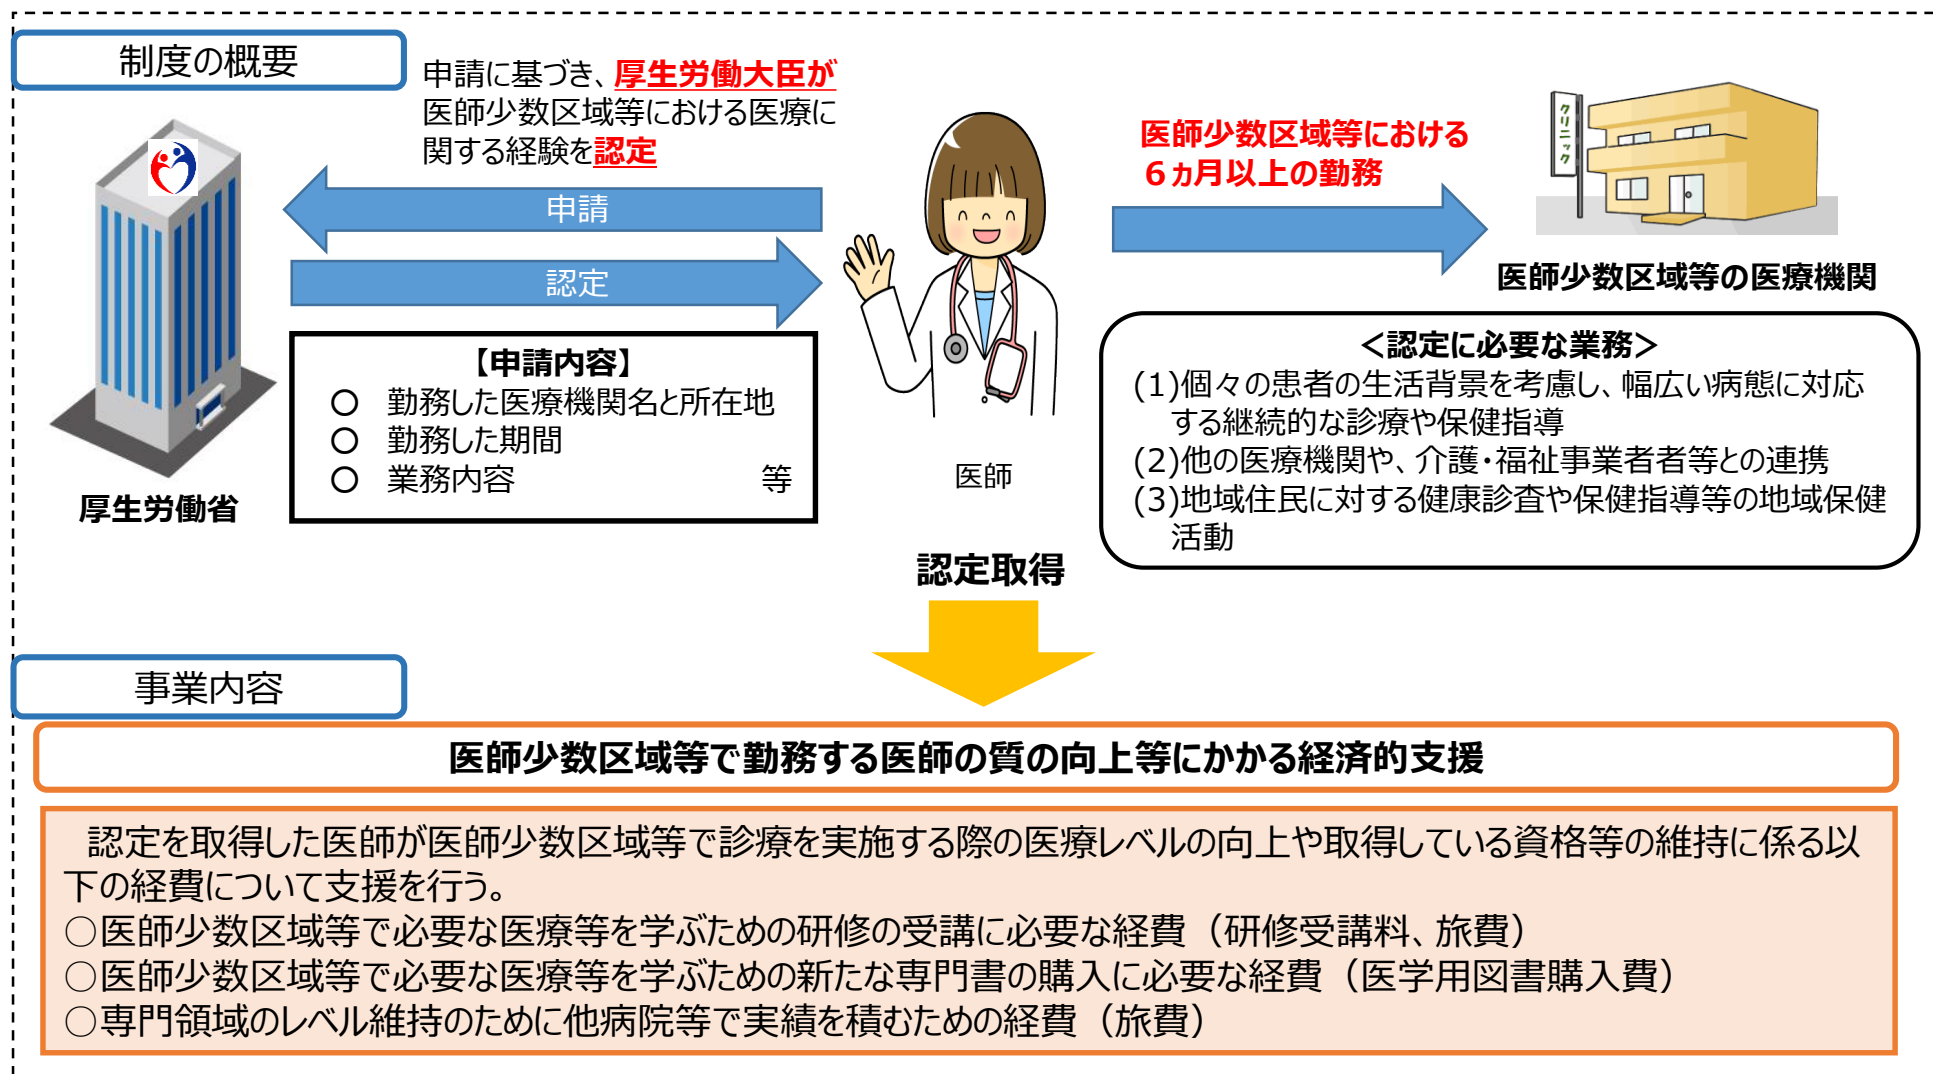 制度の概要
申請に基づき、厚生労働大臣が
医師少数区域等における医療に
関する経験を認定
申請
認定
【申請内容】
○　勤務した医療機関名と所在地
○　勤務した期間
○　業務内容　　　　　　　　等
厚生労働省
医師
医師少数区域等における
６ヵ月以上の勤務
クリニック
医師少数区域等の医療機関
＜認定に必要な業務＞
(1)個々の患者の生活背景を考慮し、幅広い病態に対応
する継続的な診療や保健指導
(2)他の医療機関や、介護・福祉事業者者等との連携
(3)地域住民に対する健康診査や保健指導等の地域保健
活動
認定取得
事業内容
医師少数区域等で勤務する医師の質の向上等にかかる経済的支援
認定を取得した医師が医師少数区域等で診療を実施する際の医療レベルの向上や取得している資格等の維持に係る以
下の経費について支援を行う。
○医師少数区域等で必要な医療等を学ぶための研修の受講に必要な経費（研修受講料、旅費）
○医師少数区域等で必要な医療等を学ぶための新たな専門書の購入に必要な経費（医学用図書購入費）
○専門領域のレベル維持のために他病院等で実績を積むための経費（旅費）